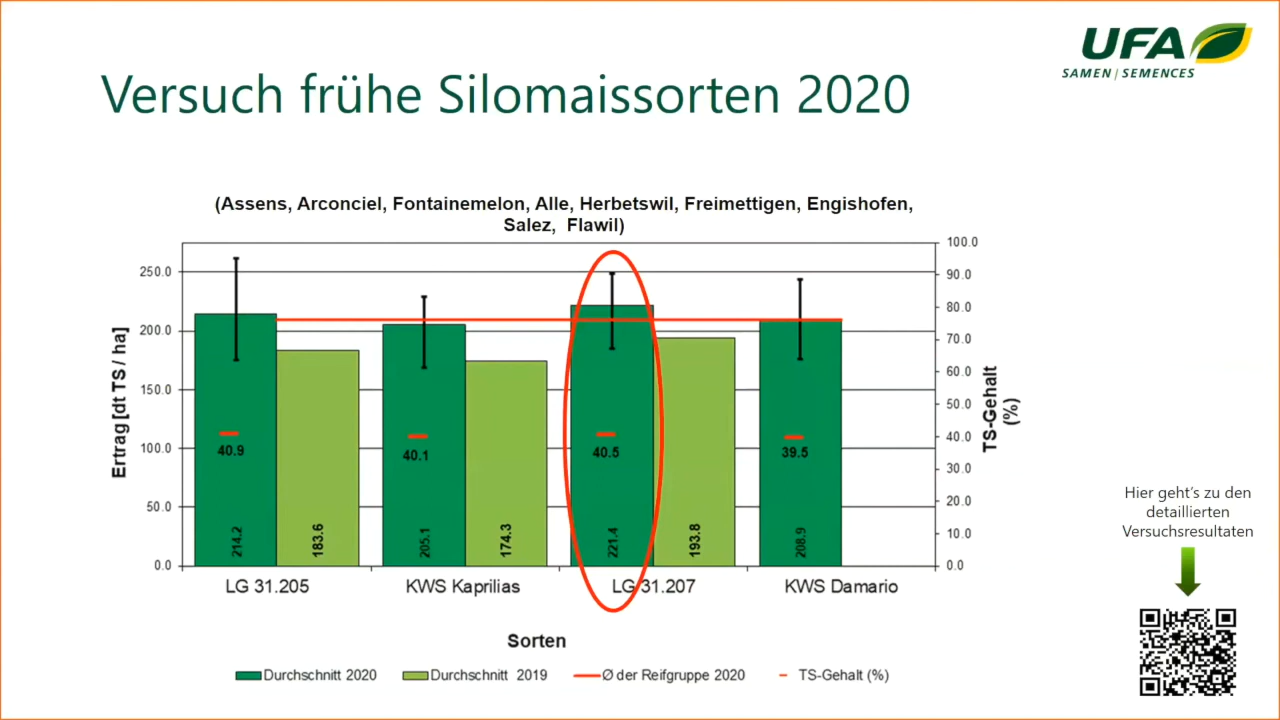 UFA
SAMEN | SEMENCES
Versuch frühe Silomaissorten 2020
(Assens, Arconciel, Fontainemelon, Alle, Herbetswil, Freimettigen, Engishofen,
Salez, Flawil)
Ertrag [dt TS / ha]
250.0
200.0
150.0
100.0
50.0
0.0
100.0
90.0
80.0
70.0
60.0
50.0
40.0
30.0
20.0
10.0
0.0
TS-Gehalt
(%)
40.9
40.1
40.5
39.5
214.2
183.6
205.1
174.3
221.4
193.8
208.9
LG 31.205
KWS Kaprilias
LG 31.207
KWS Damario
Sorten
Durchschnitt 2020
Durchschnitt 2019
Ø der Reifgruppe 2020
TS-Gehalt (%)
Hier geht's zu den
detaillierten
Versuchsresultaten